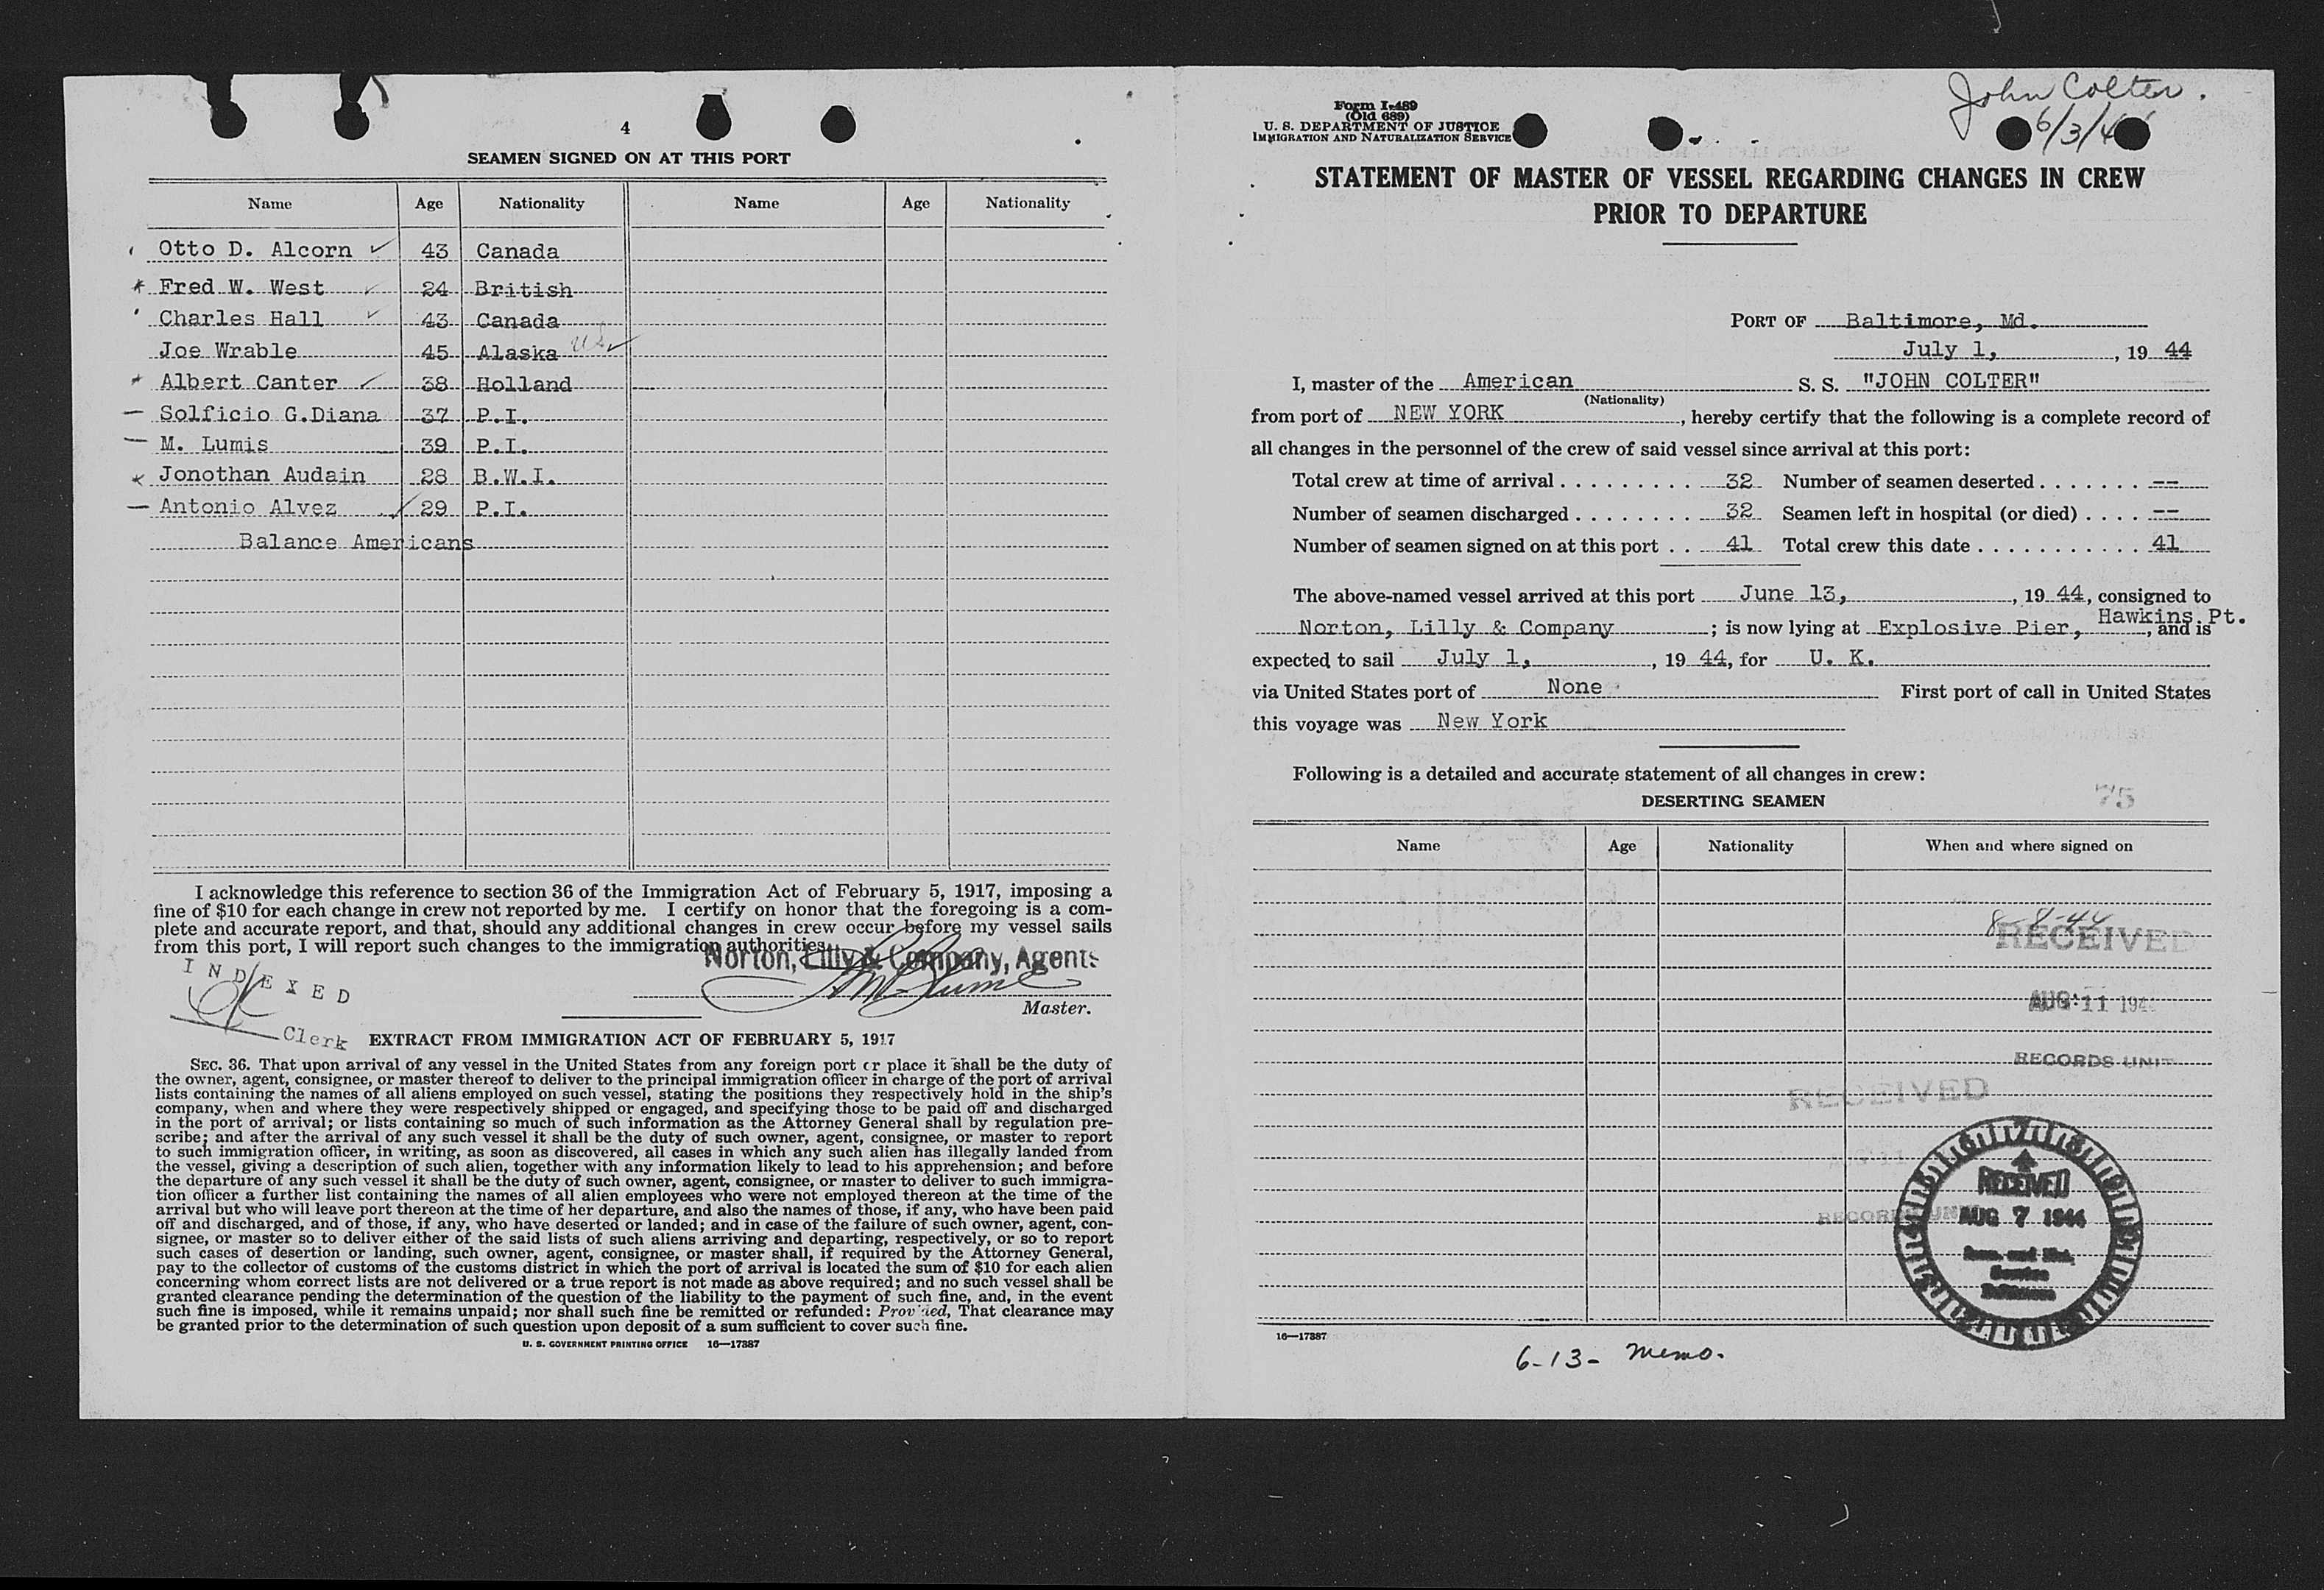 4
SEAMEN SIGNED ON AT THIS PORT
Name Age Nationality Name Age Nationality
Otto D. Alcorn 43 Canada
Fred W. West 24 British
Charles Hall 43 Canada
Joe Wrable 45 Alaska U.S.
Albert Canter 38 Holland
Solficio G.Diana 37 P.I.
M. Lumis 39 P.I.
Jonothan Audain 28 B.W.I.
Antonio Alvez 29 P.I.
Balance Americans
I acknowledge this reference to section 36 of the Immigration Act of February 5, 1917, imposing a
fine of $10 for each change in crew not reported by me. I certify on honor that the foregoing is a com-
plete and accurate report, and that, should any additional changes in crew occur before my vessel sails
from this port, I will report such changes to the immigration authorities.
Norton, Lilly & Company, Agents
INDEXED
Master.
Clerk
EXTRACT FROM IMMIGRATION ACT OF FEBRUARY 5, 1917
SEC. 36. That upon arrival of any vessel in the United States from any foreign port or place it shall be the duty of
the owner, agent, consignee, or master thereof to deliver to the principal immigration officer in charge of the port of arrival
lists containing the names of all aliens employed on such vessel, stating the positions they respectively hold in the ship's
company, when and where they were respectively shipped or engaged, and specifying those to be paid off and discharged
in the port of arrival; or lists containing so much of such information as the Attorney General shall by regulation pre-
scribe; and after the arrival of any such vessel it shall be the duty of such owner, agent, consignee, or master to report
to such immigration officer, in writing, as soon as discovered, all cases in which any such alien has illegally landed from
the vessel, giving a description of such alien, together with any information likely to lead to his apprehension; and before
the departure of any such vessel it shall be the duty of such owner, agent, consignee, or master to deliver to such immigra-
tion officer a further list containing the names of all alien employees who were not employed thereon at the time of the
arrival but who will leave port thereon at the time of her departure, and also the names of those, if any, who have been paid
off and discharged, and of those, if any, who have deserted or landed; and in case of the failure of such owner, agent, con-
signee, or master so to deliver either of the said lists of such aliens arriving and departing, respectively, or so to report
such cases of desertion or landing, such owner, agent, consignee, or master shall, if required by the Attorney General,
pay to the collector of customs of the customs district in which the port of arrival is located the sum of $10 for each alien
concerning whom correct lists are not delivered or a true report is not made as above required; and no such vessel shall be
granted clearance pending the determination of the question of the liability to the payment of such fine, and, in the event
such fine is imposed, while it remains unpaid; nor shall such fine be remitted or refunded: Provided, That clearance may
be granted prior to the determination of such question upon deposit of a sum sufficient to cover such fine.
U. S. GOVERNMENT PRINTING OFFICE 16—17387
John Colter.
6/3/4
Form I-489
(Old 689)
U. S. DEPARTMENT OF JUSTICE
IMMIGRATION AND NATURALIZATION SERVICE
STATEMENT OF MASTER OF VESSEL REGARDING CHANGES IN CREW
PRIOR TO DEPARTURE
PORT OF Baltimore, Md.
July 1, , 19 44
I, master of the American S. S. "JOHN COLTER"
(Nationality)
from port of NEW YORK , hereby certify that the following is a complete record of
all changes in the personnel of the crew of said vessel since arrival at this port:
Total crew at time of arrival . . . . . . . . . . 32 Number of seamen deserted . . . . . . . --
Number of seamen discharged . . . . . . . . . 32 Seamen left in hospital (or died) . . . . --
Number of seamen signed on at this port . . 41 Total crew this date . . . . . . . . . . . . 41
The above-named vessel arrived at this port June 13, , 19 44, consigned to
Norton, Lilly & Company ; is now lying at Explosive Pier, Hawkins Pt. , and is
expected to sail July 1, , 19 44, for U. K.
via United States port of None First port of call in United States
this voyage was New York
Following is a detailed and accurate statement of all changes in crew:
75
DESERTING SEAMEN
Name Age Nationality When and where signed on
8-8-44
RECEIVED
AUG 11 194
RECORDS UNIT
RECEIVED
AUG 11
RECORDS UN
RECEIVED
AUG 7 1944
Imm. and Nat.
Service
Baltimore
16—17387
6-13- Memo.